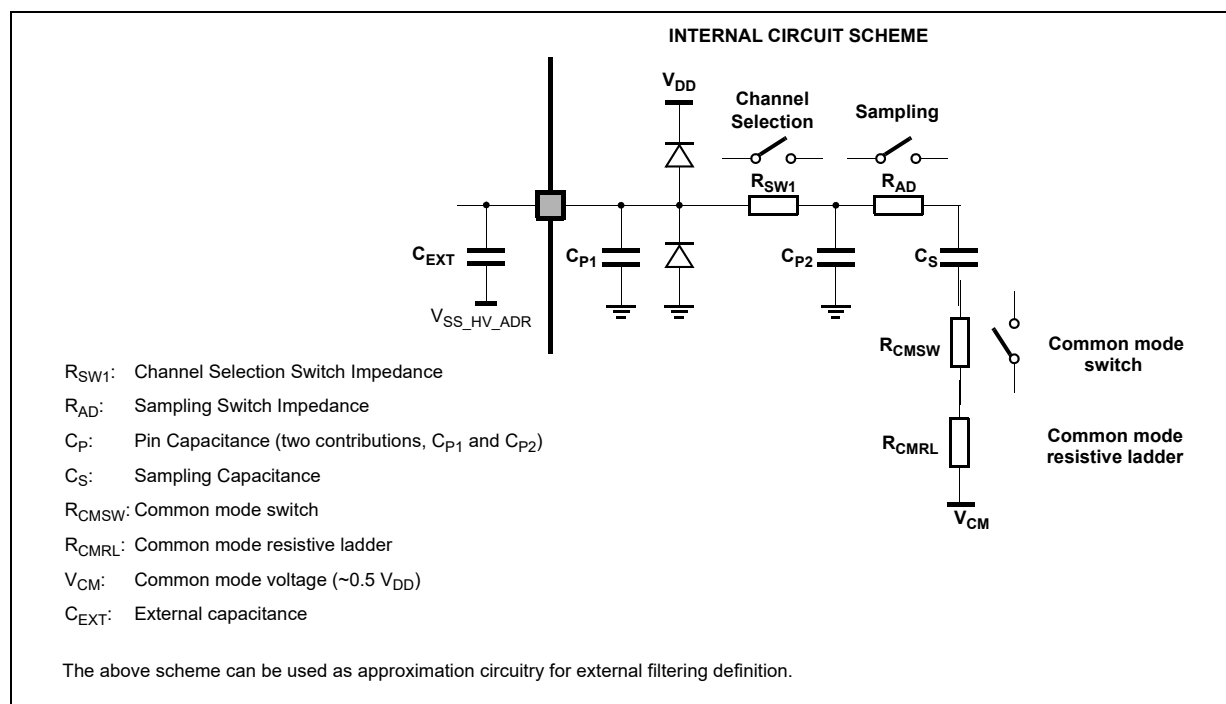 INTERNAL CIRCUIT SCHEME
VDD
Channel
Selection
Sampling
RSW1
RAD
CEXT
CP1
CP2
CS
VSS_HV_ADR
RCMSW
Common mode
switch
RCMRL
Common mode
resistive ladder
VCM
RSW1: Channel Selection Switch Impedance
RAD: Sampling Switch Impedance
CP: Pin Capacitance (two contributions, CP1 and CP2)
CS: Sampling Capacitance
RCMSW: Common mode switch
RCMRL: Common mode resistive ladder
VCM: Common mode voltage (~0.5 VDD)
CEXT: External capacitance
The above scheme can be used as approximation circuitry for external filtering definition.